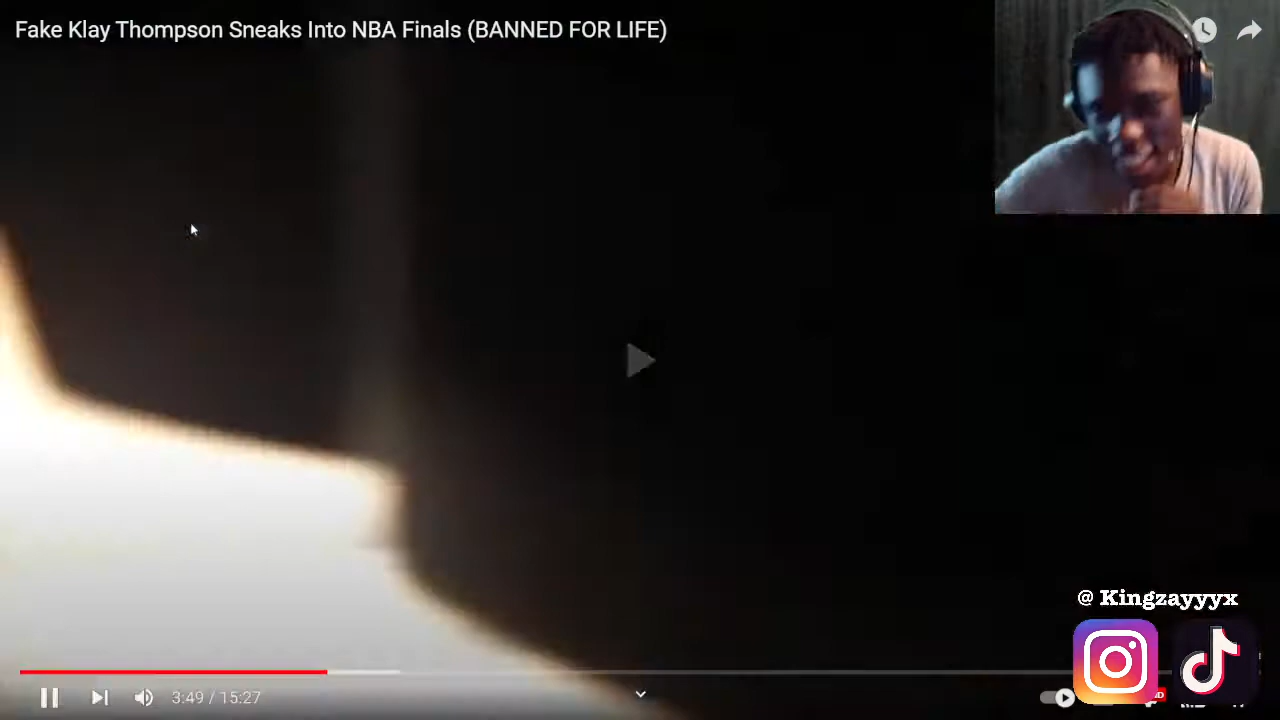 Fake Klay Thompson Sneaks Into NBA Finals (BANNED FOR LIFE)
@ Kingzayyyx
3:49 / 15:27